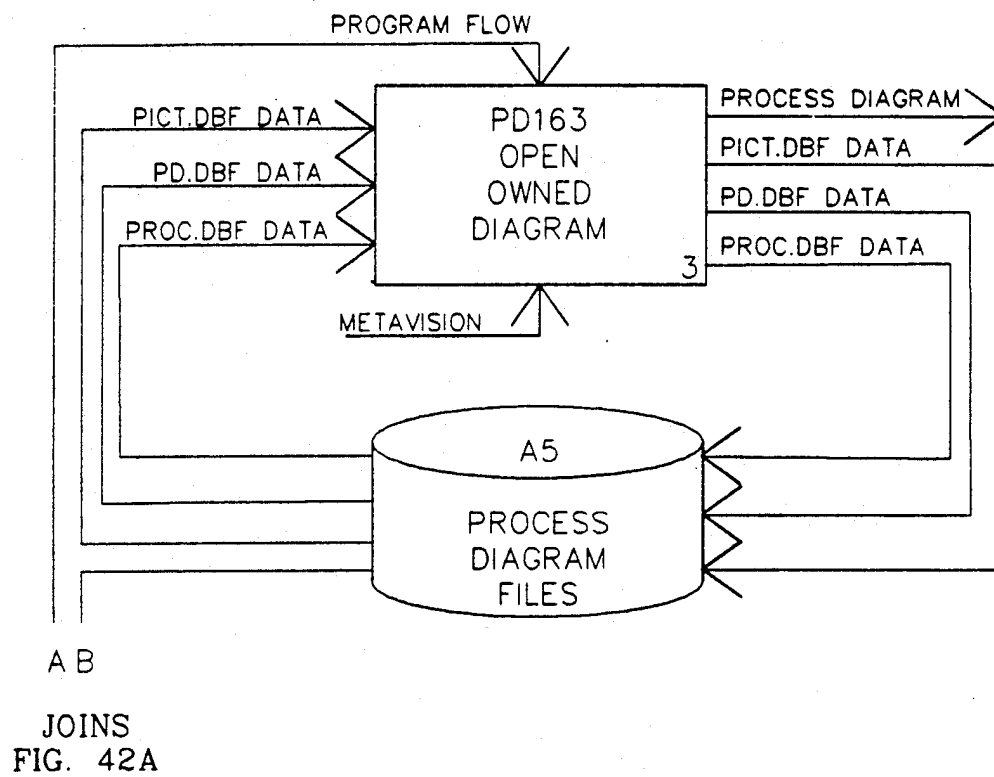 PROGRAM FLOW
PICT.DBF DATA
PD.DBF DATA
PROC.DBF DATA
PD163
OPEN
OWNED
DIAGRAM
3
PROCESS DIAGRAM
PICT.DBF DATA
PD.DBF DATA
PROC.DBF DATA
METAVISION
A5
PROCESS
DIAGRAM
FILES
A B
JOINS
FIG. 42A